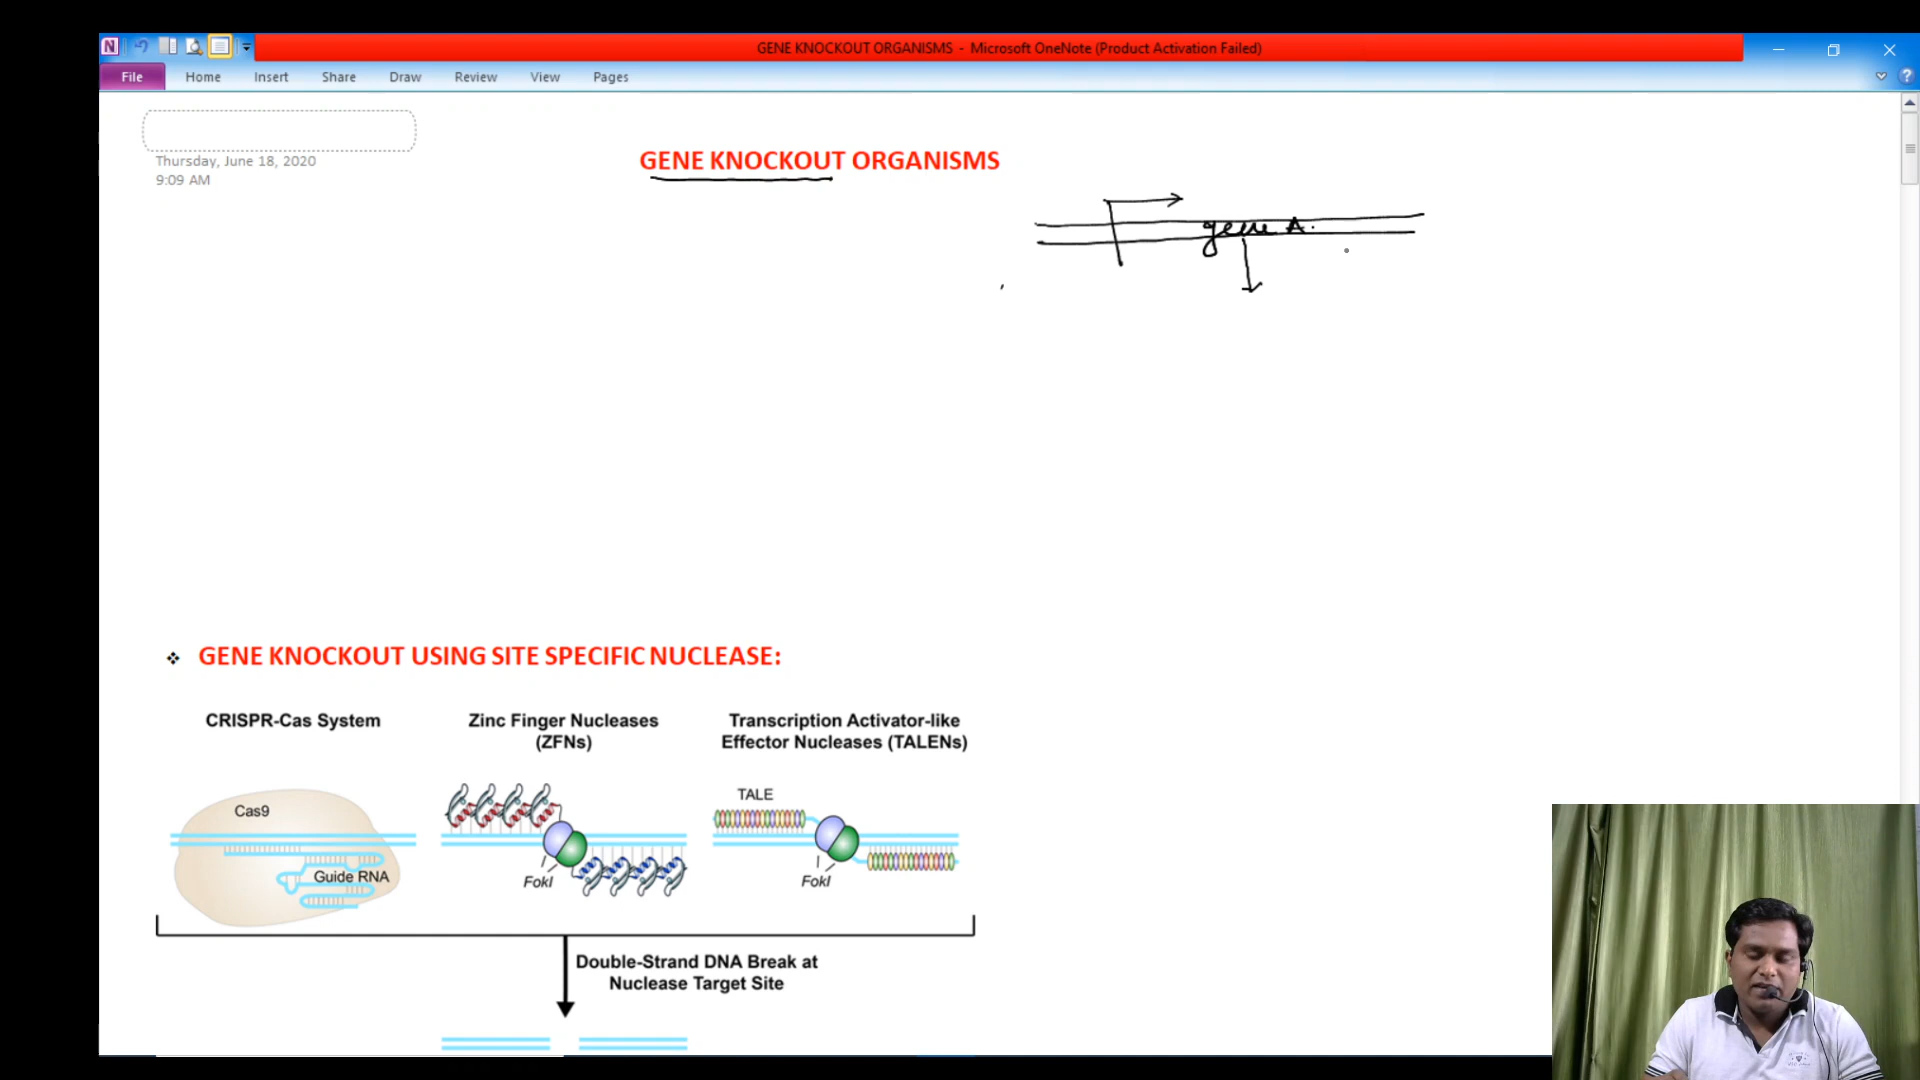 GENE KNOCKOUT ORGANISMS - Microsoft OneNote (Product Activation Failed)
File Home Insert Share Draw Review View Pages
Thursday, June 18, 2020
9:09 AM
GENE KNOCKOUT ORGANISMS
gene A.
❖ GENE KNOCKOUT USING SITE SPECIFIC NUCLEASE:
CRISPR-Cas System
Cas9
Guide RNA
Zinc Finger Nucleases
(ZFNs)
FokI
Transcription Activator-like
Effector Nucleases (TALENs)
TALE
FokI
Double-Strand DNA Break at
Nuclease Target Site